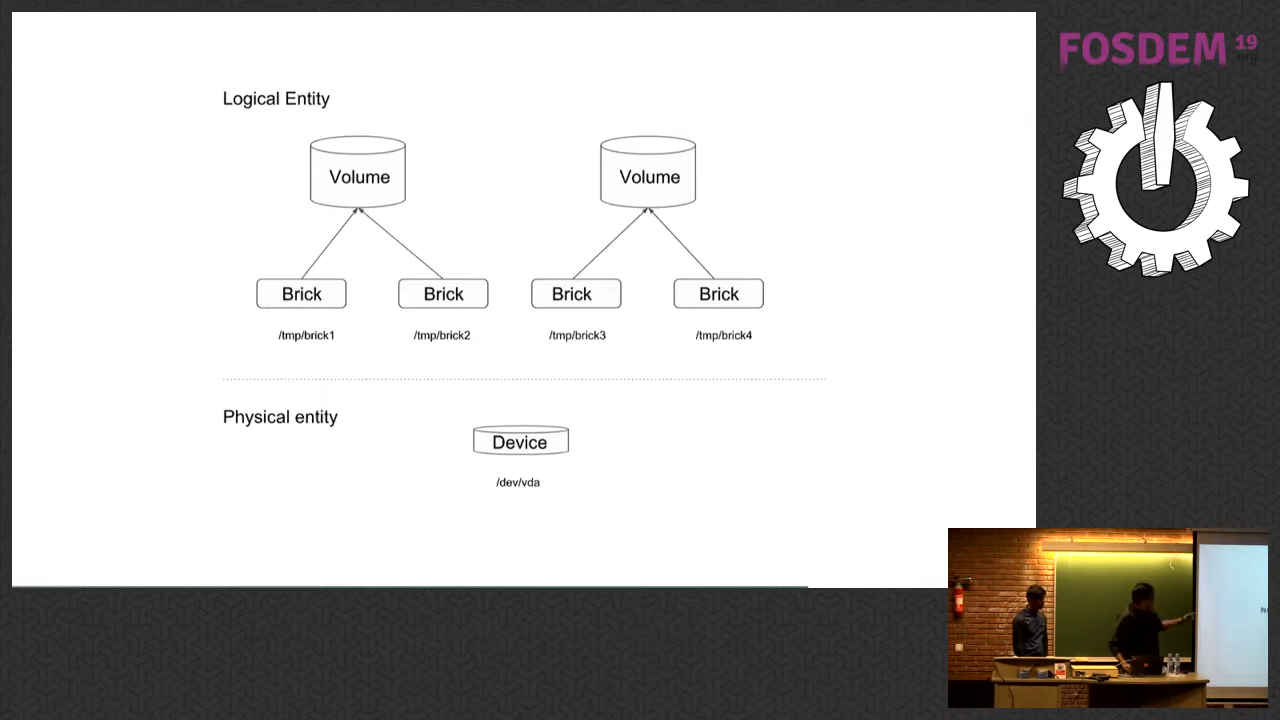 FOSDEM 19
.org
Logical Entity
Volume
Volume
Brick
Brick
Brick
Brick
/tmp/brick1
/tmp/brick2
/tmp/brick3
/tmp/brick4
Physical entity
Device
/dev/vda